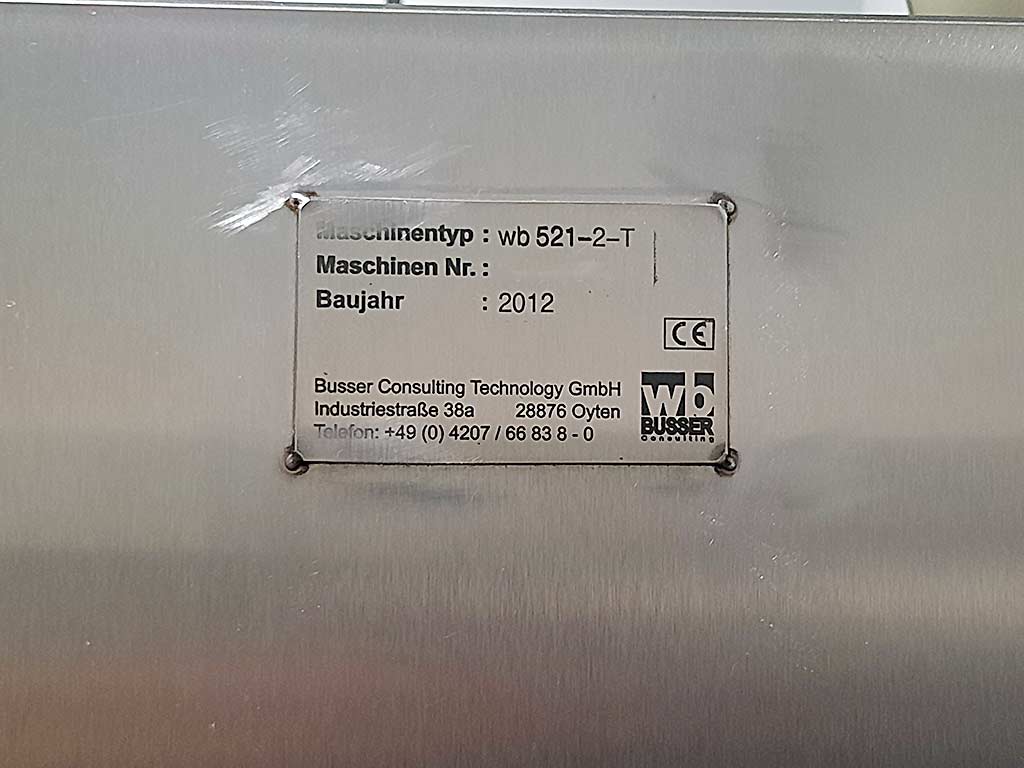 Maschinentyp : wb 521-2-T
Maschinen Nr. :
Baujahr : 2012
CE
Busser Consulting Technology GmbH
Industriestraße 38a 28876 Oyten
Telefon: +49 (0) 4207 / 66 83 8 - 0
wb
BUSSER
Consulting